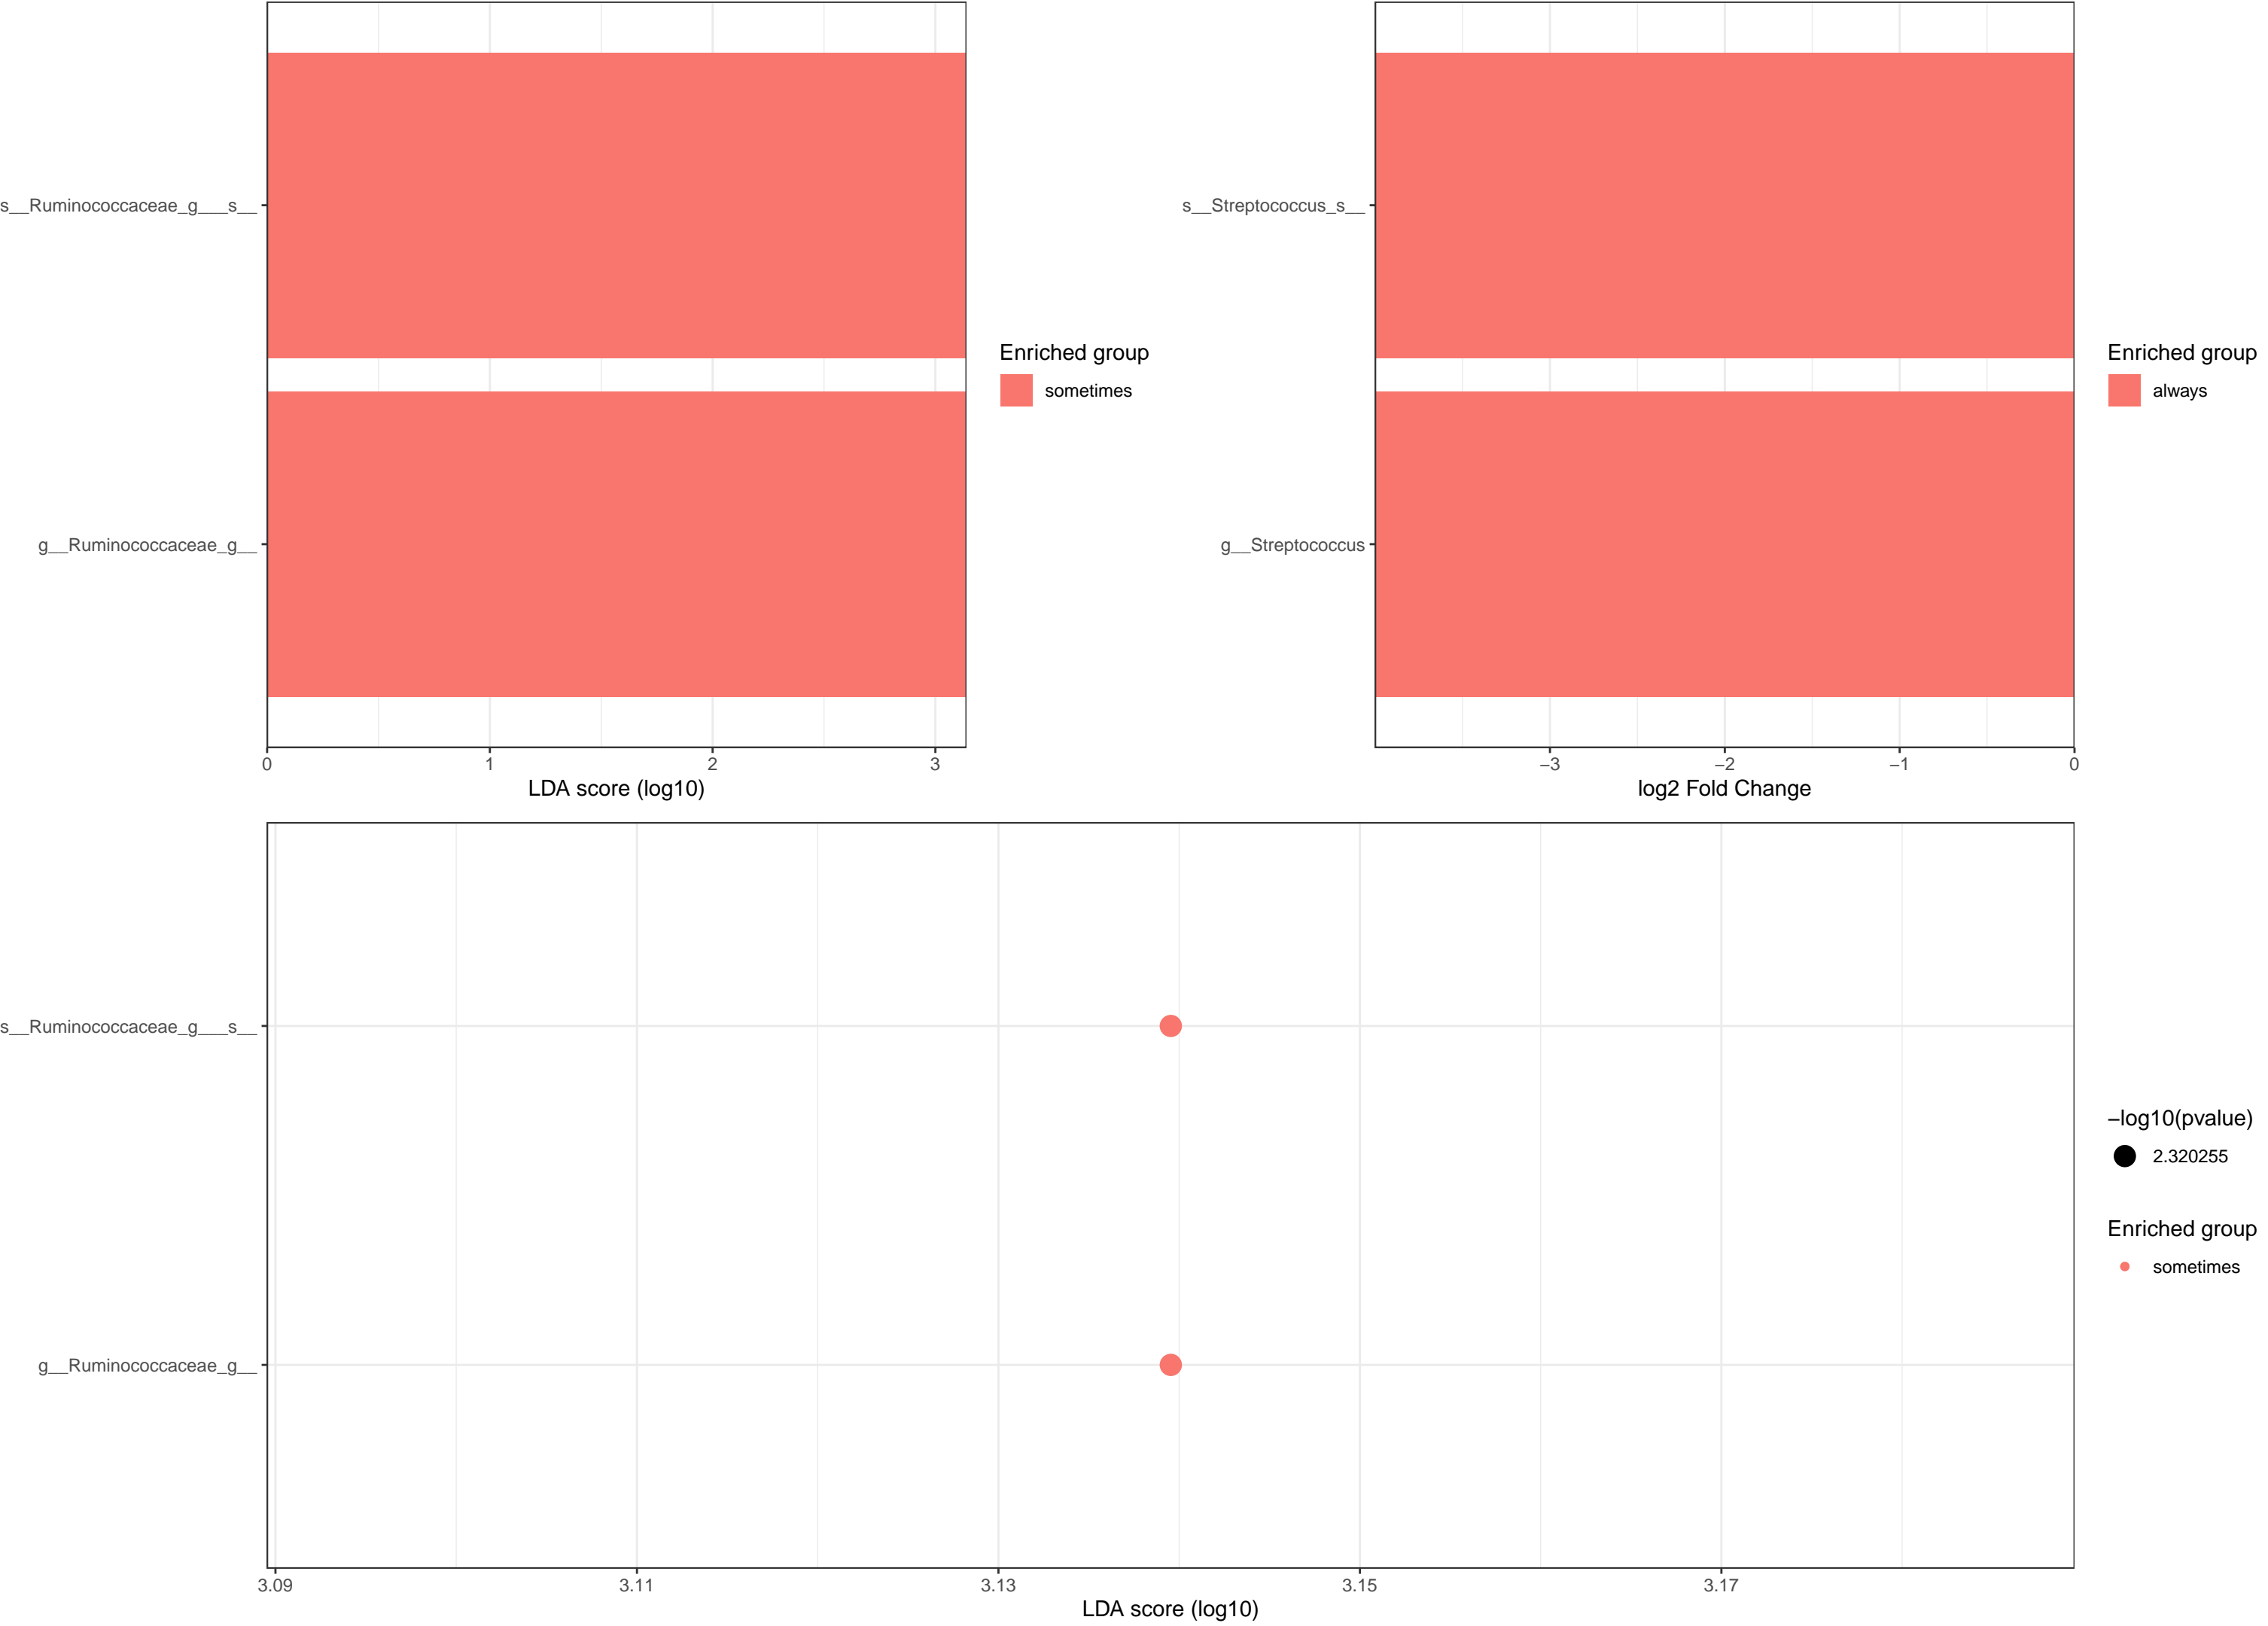 s__Ruminococcaceae_g___s__
g__Ruminococcaceae_g__
0 1 2 3
LDA score (log10)
Enriched group
sometimes
s__Streptococcus_s__
g__Streptococcus
−3 −2 −1 0
log2 Fold Change
Enriched group
always
s__Ruminococcaceae_g___s__
g__Ruminococcaceae_g__
3.09 3.11 3.13 3.15 3.17
LDA score (log10)
−log10(pvalue)
2.320255
Enriched group
sometimes